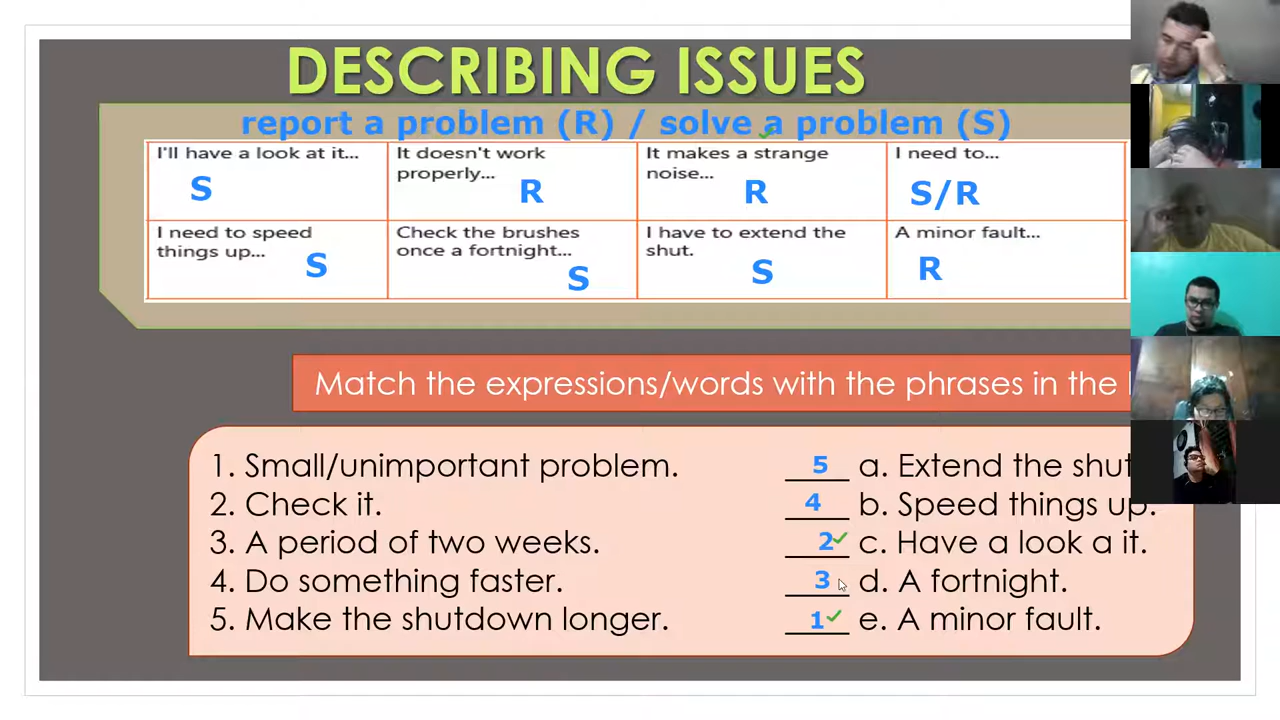 DESCRIBING ISSUES
report a problem (R) / solve a problem (S)
I'll have a look at it...
S
It doesn't work
properly...
R
It makes a strange
noise...
R
I need to...
S/R
I need to speed
things up...
S
Check the brushes
once a fortnight...
S
I have to extend the
shut.
S
A minor fault...
R
Match the expressions/words with the phrases in the
1. Small/unimportant problem.
2. Check it.
3. A period of two weeks.
4. Do something faster.
5. Make the shutdown longer.
5 a. Extend the shut
4 b. Speed things up.
2 c. Have a look a it.
3 d. A fortnight.
1 e. A minor fault.